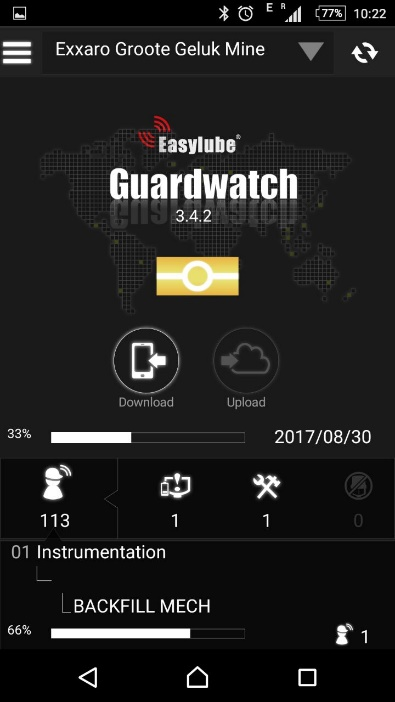 E R 77% 10:22
Exxaro Groote Geluk Mine
Easylube®
Guardwatch
3.4.2
Download Upload
33% 2017/08/30
113 1 1 0
01 Instrumentation
BACKFILL MECH
66% 1